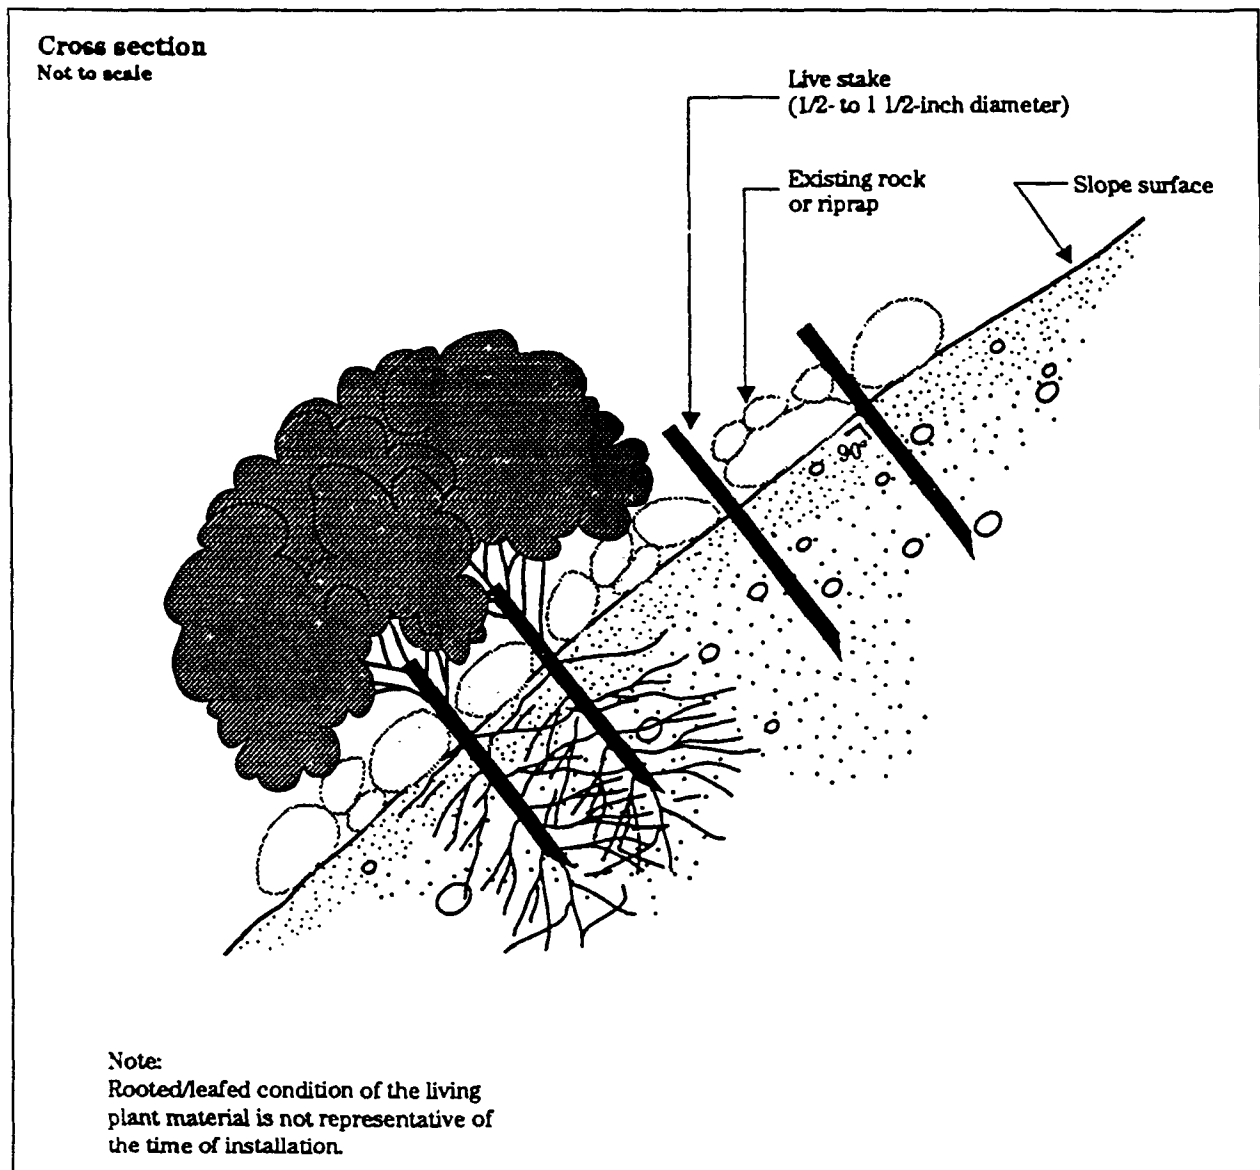 Cross section
Not to scale
Live stake
(1/2- to 1 1/2-inch diameter)
Existing rock
or riprap
Slope surface
90°
Note:
Rooted/leafed condition of the living
plant material is not representative of
the time of installation.